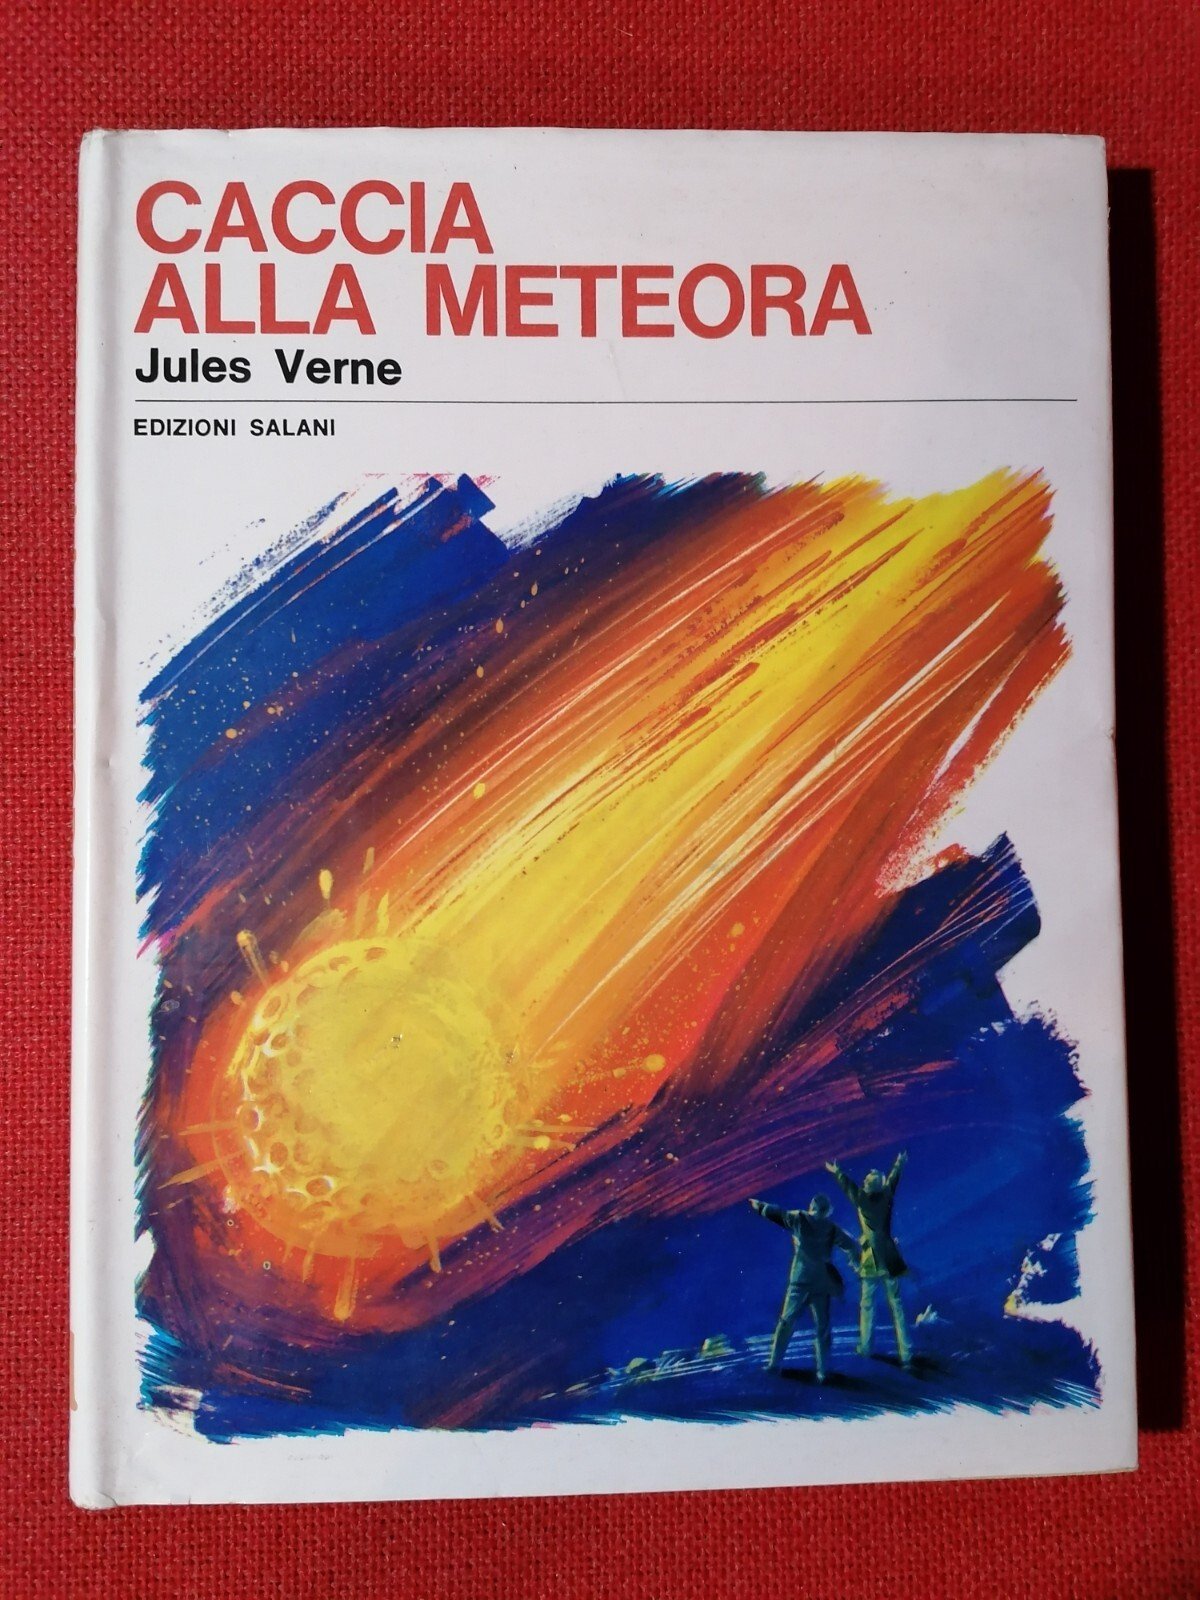 CACCIA
ALLA METEORA
Jules Verne
EDIZIONI SALANI